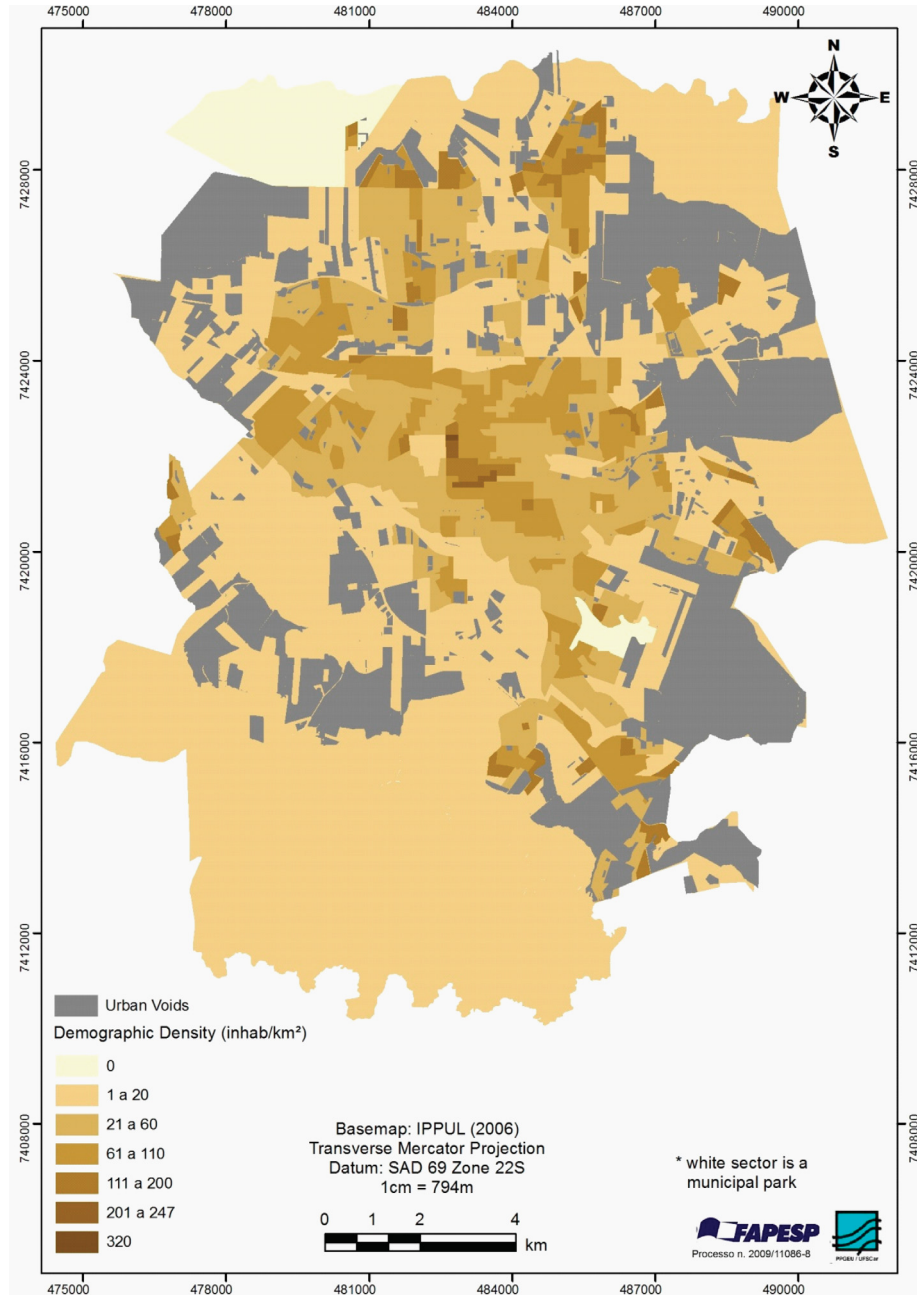 475000 478000 481000 484000 487000 490000
N
W E
S
7428000 7428000
7424000 7424000
7420000 7420000
7416000 7416000
7412000 7412000
7408000 7408000
Urban Voids
Demographic Density (inhab/km²)
0
1 a 20
21 a 60
61 a 110
111 a 200
201 a 247
320
Basemap: IPPUL (2006)
Transverse Mercator Projection
Datum: SAD 69 Zone 22S
1cm = 794m
0 1 2 4
km
* white sector is a
municipal park
FAPESP
Processo n. 2009/11086-8
PPGEU / UFSCar
475000 478000 481000 484000 487000 490000